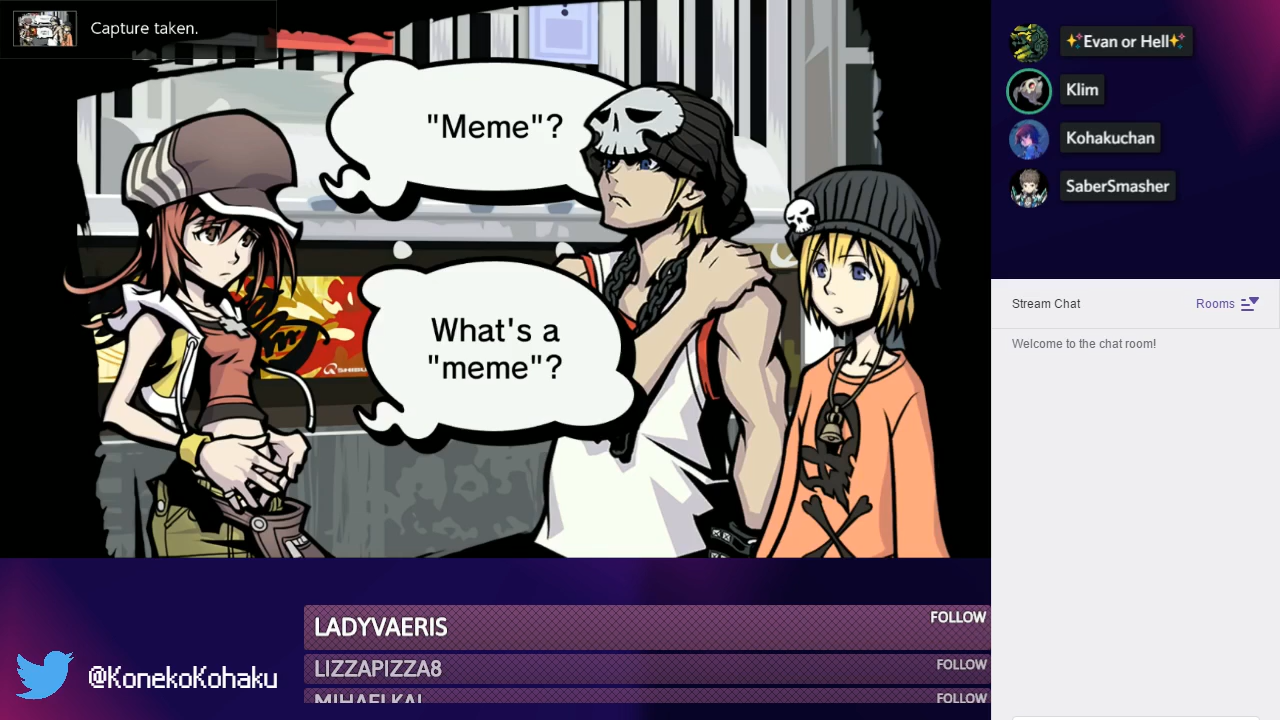 Capture taken.
"Meme"?
What's a
"meme"?
✨Evan or Hell✨
Klim
Kohakuchan
SaberSmasher
Stream Chat
Rooms
Welcome to the chat room!
LADYVAERIS
FOLLOW
LIZZAPIZZA8
FOLLOW
FOLLOW
@KonekoKohaku